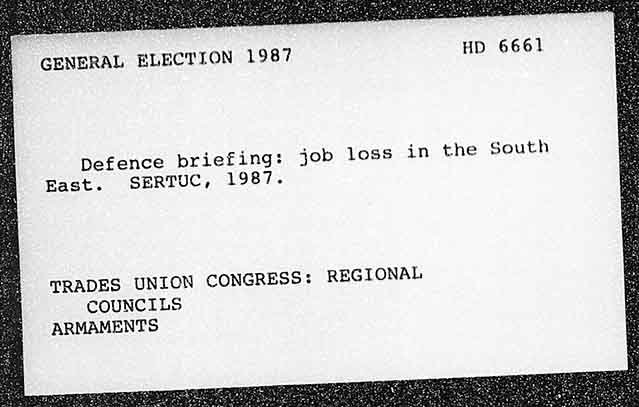 GENERAL ELECTION 1987 HD 6661
Defence briefing: job loss in the South
East. SERTUC, 1987.
TRADES UNION CONGRESS: REGIONAL
COUNCILS
ARMAMENTS